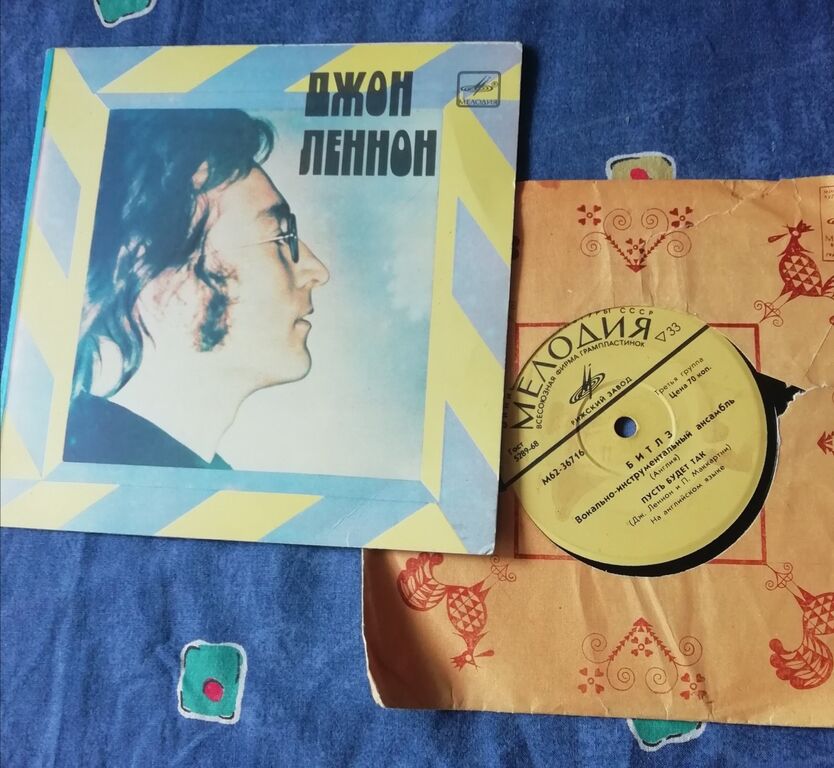 ДЖОН
ЛЕННОН
МЕЛОДИЯ
МЕЛОДИЯ
ВСЕСОЮЗНАЯ ФИРМА ГРАМПЛАСТИНОК
▽33
РИЖСКИЙ ЗАВОД
Третья группа
Цена 70 коп.
Гост
5289-68
М62-36716
БИТЛЗ
Вокально-инструментальный ансамбль
(Англия)
ПУСТЬ БУДЕТ ТАК
(Дж. Леннон и П. Маккартни)
На английском языке